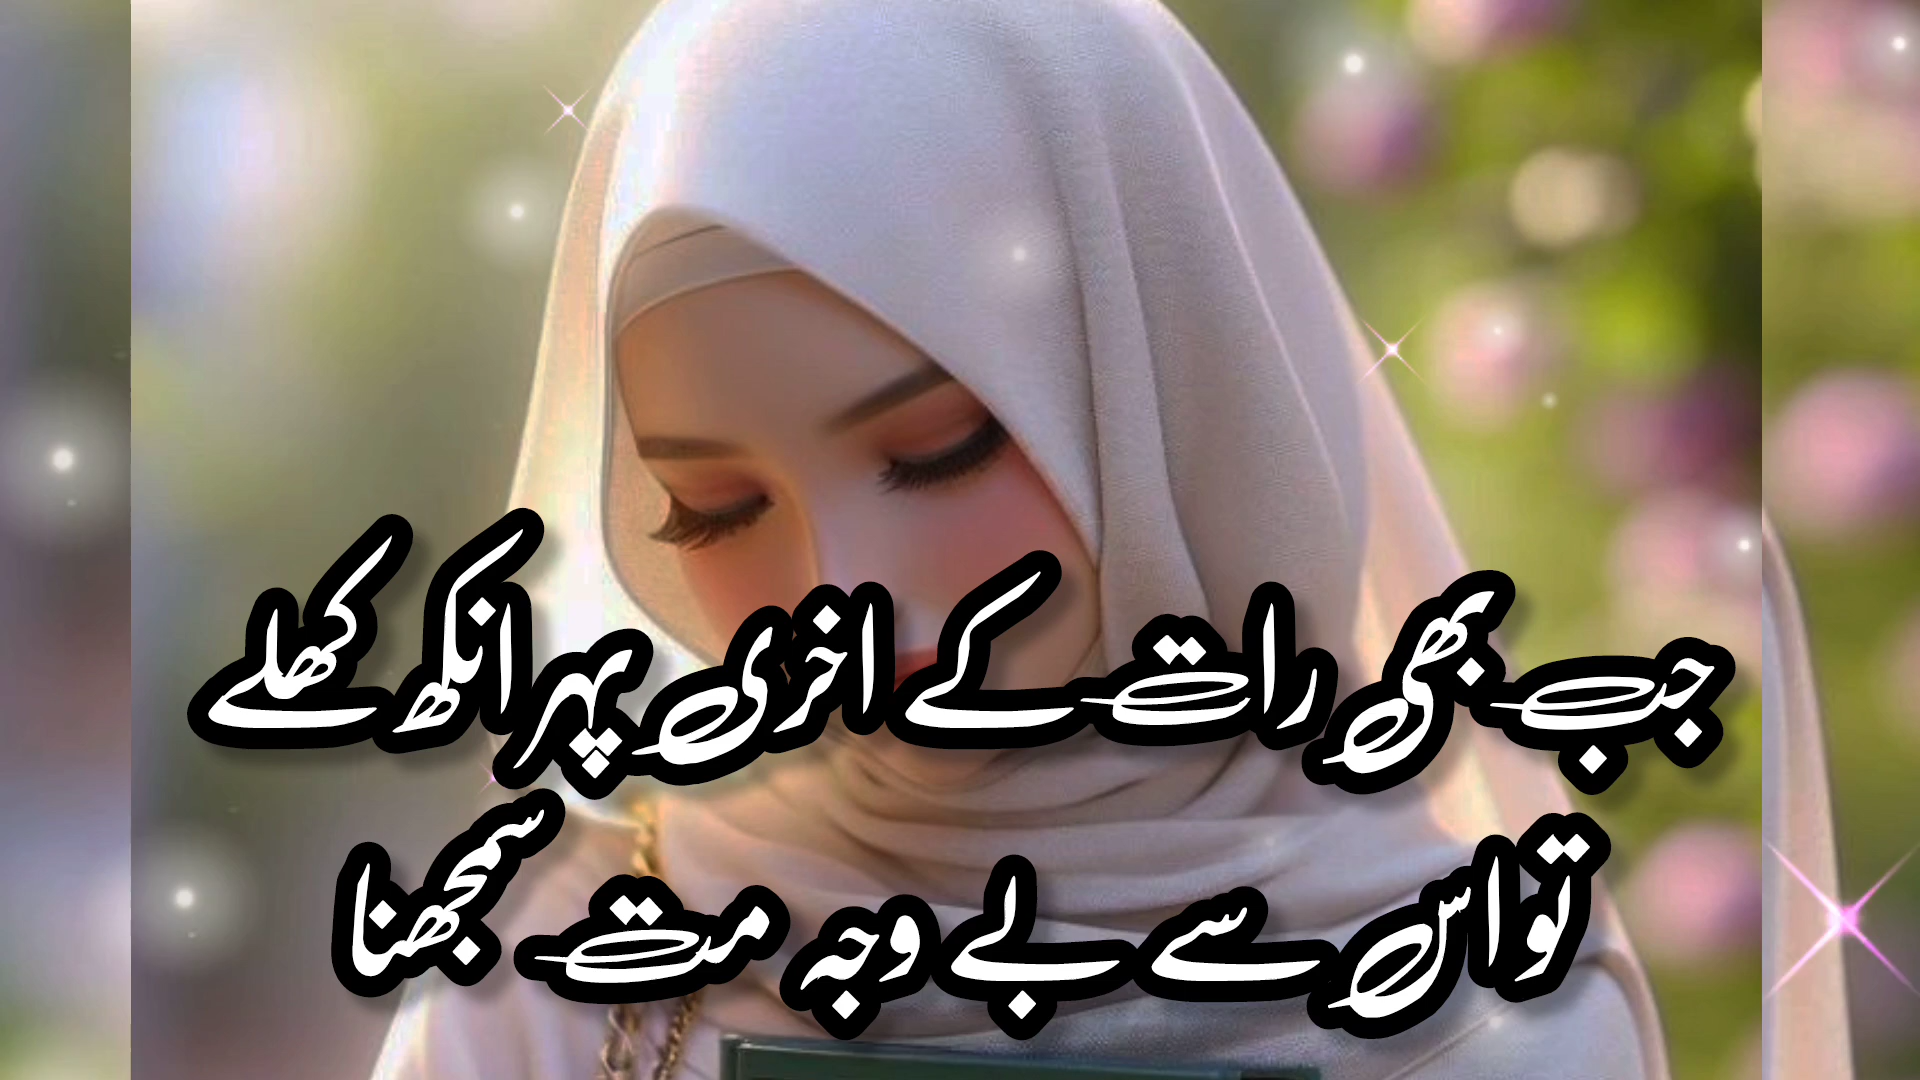 جب بھی رات کے اخری پہر انکھ کھلے
تو اس سے بے وجہ مت سمجھنا